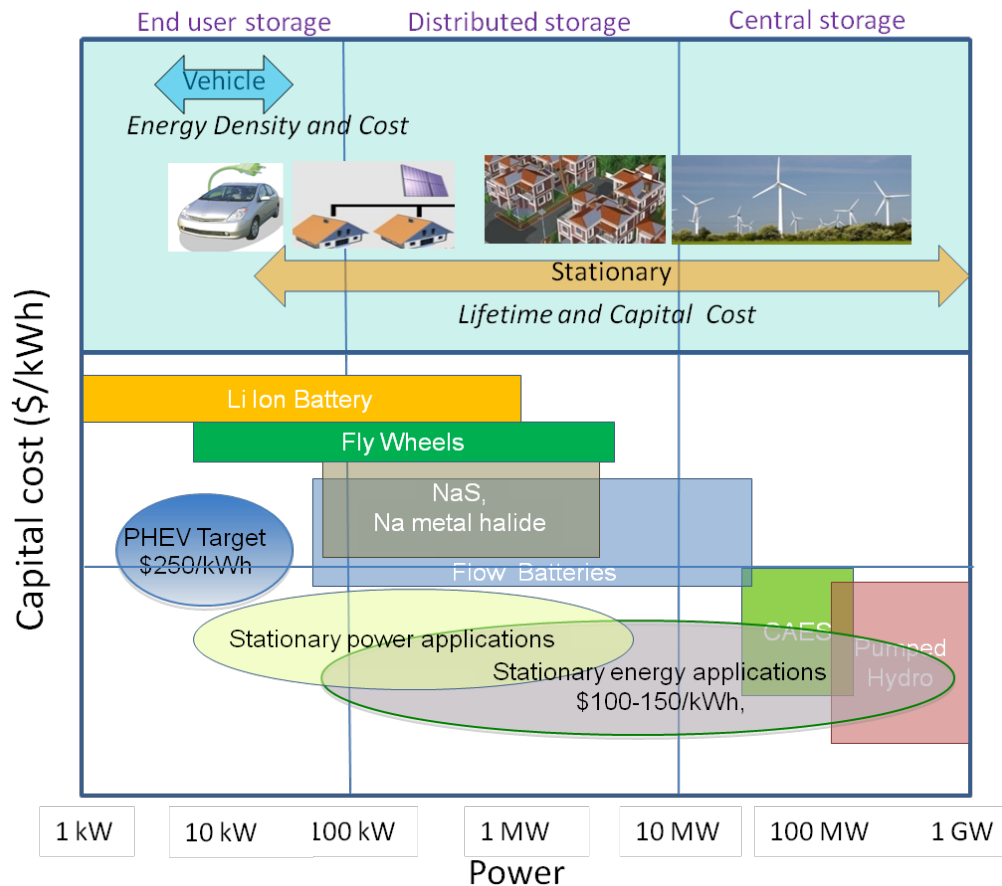 End user storage
Distributed storage
Central storage
Vehicle
Energy Density and Cost
Stationary
Lifetime and Capital Cost
Capital cost ($/kWh)
Li Ion Battery
Fly Wheels
NaS,
Na metal halide
PHEV Target
$250/kWh
Flow Batteries
CAES
Pumped
Hydro
Stationary power applications
Stationary energy applications
$100-150/kWh,
1 kW
10 kW
100 kW
1 MW
10 MW
100 MW
1 GW
Power